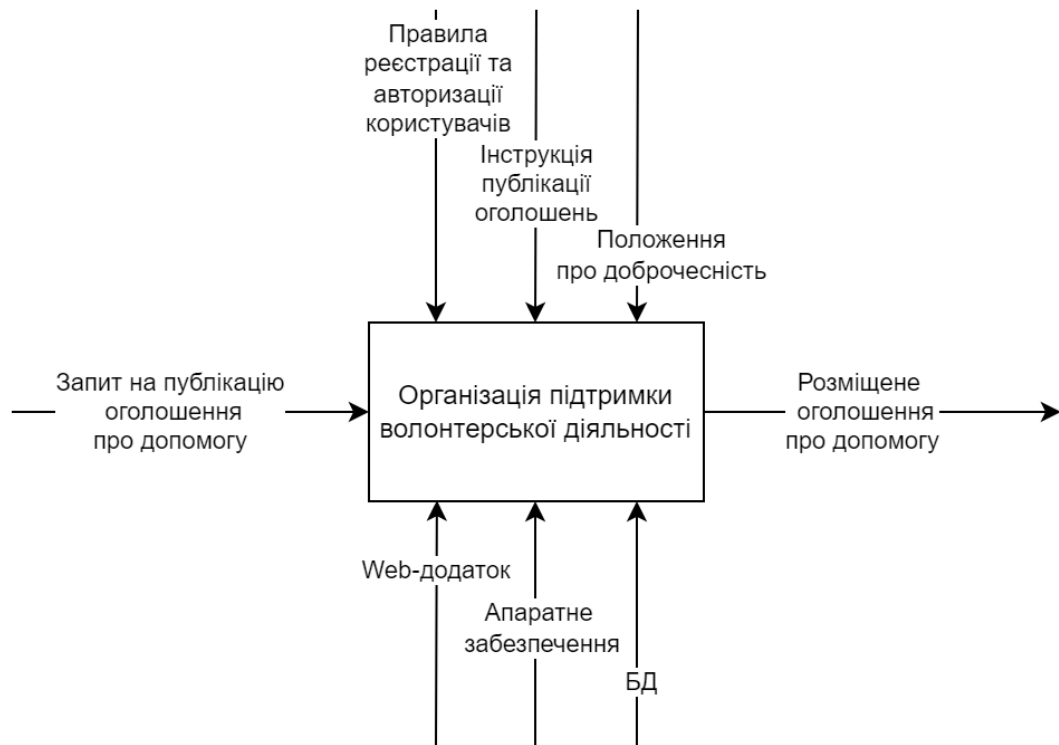 Правила
реєстрації та
авторизації
користувачів
Інструкція
публікації
оголошень
Положення
про доброчесність
Запит на публікацію
оголошення
про допомогу
Організація підтримки
волонтерської діяльності
Розміщене
оголошення
про допомогу
Web-додаток
Апаратне
забезпечення
БД